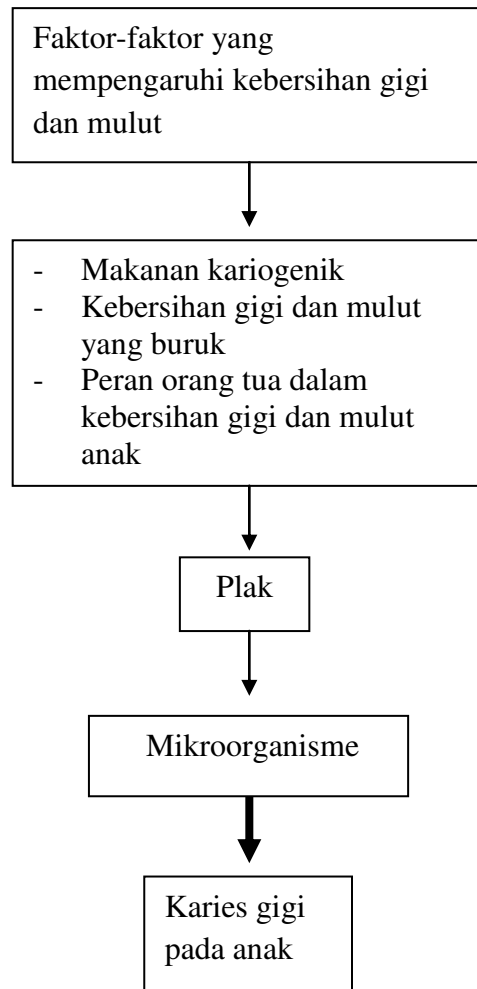 Faktor-faktor yang
mempengaruhi kebersihan gigi
dan mulut
- Makanan kariogenik
- Kebersihan gigi dan mulut
yang buruk
- Peran orang tua dalam
kebersihan gigi dan mulut
anak
Plak
Mikroorganisme
Karies gigi
pada anak